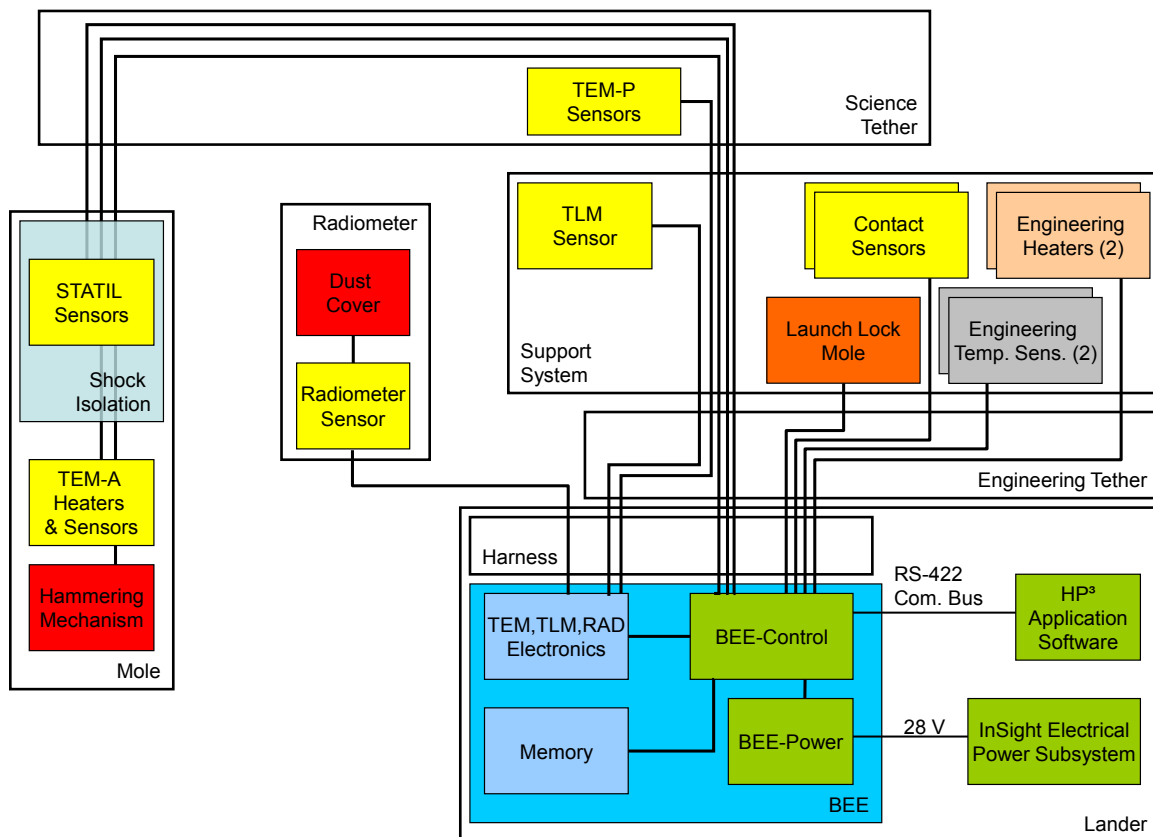 TEM-P
Sensors
Science
Tether
TLM
Sensor
Contact
Sensors
Engineering
Heaters (2)
Launch Lock
Mole
Engineering
Temp. Sens. (2)
Support
System
Radiometer
Dust
Cover
Radiometer
Sensor
STATIL
Sensors
Shock
Isolation
TEM-A
Heaters
& Sensors
Hammering
Mechanism
Mole
Engineering Tether
Harness
TEM,TLM,RAD
Electronics
BEE-Control
RS-422
Com. Bus
HP³
Application
Software
Memory
BEE-Power
28 V
InSight Electrical
Power Subsystem
BEE
Lander